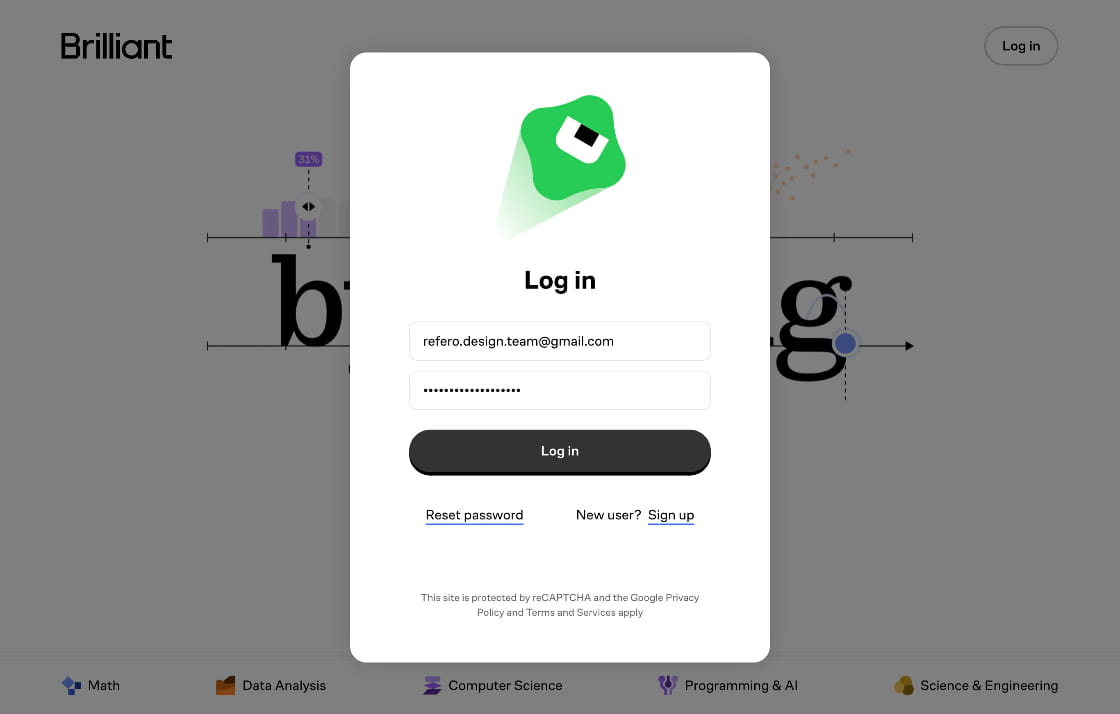 Brilliant
Log in
31%
Log in
refero.design.team@gmail.com
•••••••••••••••••••
Log in
Reset password
New user? Sign up
This site is protected by reCAPTCHA and the Google Privacy
Policy and Terms and Services apply
Math
Data Analysis
Computer Science
Programming & AI
Science & Engineering